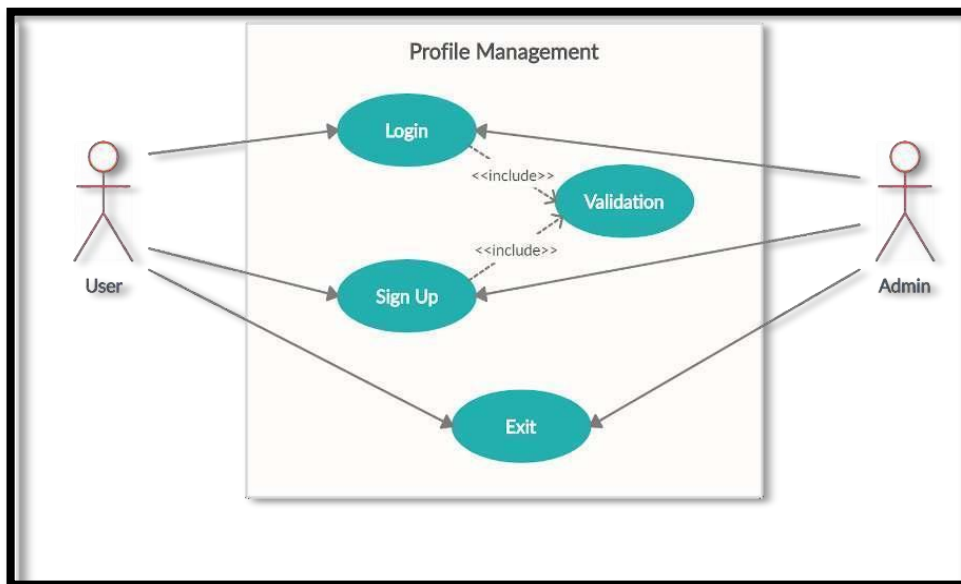 Profile Management
Login
<<include>>
Validation
<<include>>
User
Sign Up
Admin
Exit